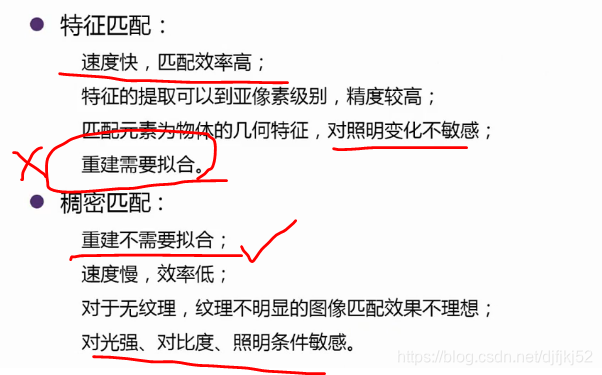 特征匹配：
速度快，匹配效率高；
特征的提取可以到亚像素级别，精度较高；
匹配元素为物体的几何特征，对照明变化不敏感；
重建需要拟合。
稠密匹配：
重建不需要拟合；
速度慢，效率低；
对于无纹理，纹理不明显的图像匹配效果不理想；
对光强、对比度、照明条件敏感。
https://blog.csdn.net/djfjkj52